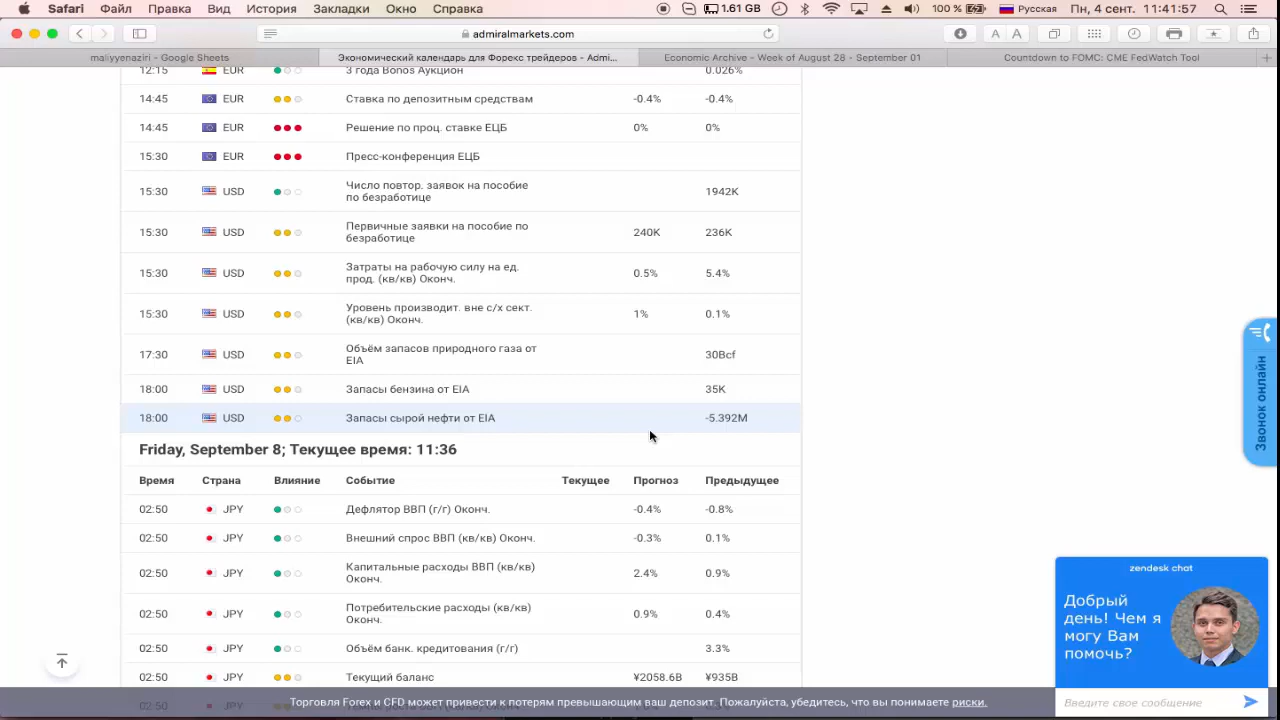 Safari Файл Правка Вид История Закладки Окно Справка 1.61 GB 100 % Русская Пн, 4 сент. 11:41:57
admiralmarkets.com A A
maliyyenaziri - Google Sheets Экономический календарь для Форекс трейдеров - Admi... Economic Archive - Week of August 28 - September 01 Countdown to FOMC: CME FedWatch Tool
12:15 EUR 3 года Bonos Аукцион 0.026%
14:45 EUR Ставка по депозитным средствам -0.4% -0.4%
14:45 EUR Решение по проц. ставке ЕЦБ 0% 0%
15:30 EUR Пресс-конференция ЕЦБ
15:30 USD Число повтор. заявок на пособие 1942K
по безработице
15:30 USD Первичные заявки на пособие по 240K 236K
безработице
15:30 USD Затраты на рабочую силу на ед. 0.5% 5.4%
прод. (кв/кв) Оконч.
15:30 USD Уровень производит. вне с/х сект. 1% 0.1%
(кв/кв) Оконч.
17:30 USD Объём запасов природного газа от 30Bcf
EIA
18:00 USD Запасы бензина от EIA 35K
18:00 USD Запасы сырой нефти от EIA -5.392M
Friday, September 8; Текущее время: 11:36
Время Страна Влияние Событие Текущее Прогноз Предыдущее
02:50 JPY Дефлятор ВВП (г/г) Оконч. -0.4% -0.8%
02:50 JPY Внешний спрос ВВП (кв/кв) Оконч. -0.3% 0.1%
02:50 JPY Капитальные расходы ВВП (кв/кв) 2.4% 0.9%
Оконч.
02:50 JPY Потребительские расходы (кв/кв) 0.9% 0.4%
Оконч.
02:50 JPY Объём банк. кредитования (г/г) 3.3%
02:50 JPY Текущий баланс ¥2058.6B ¥935B
02:50 JPY
Торговля Forex и CFD может привести к потерям превышающим ваш депозит. Пожалуйста, убедитесь, что вы понимаете риски.
Звонок онлайн
zendesk chat
Добрый
день! Чем я
могу Вам
помочь?
Введите свое сообщение